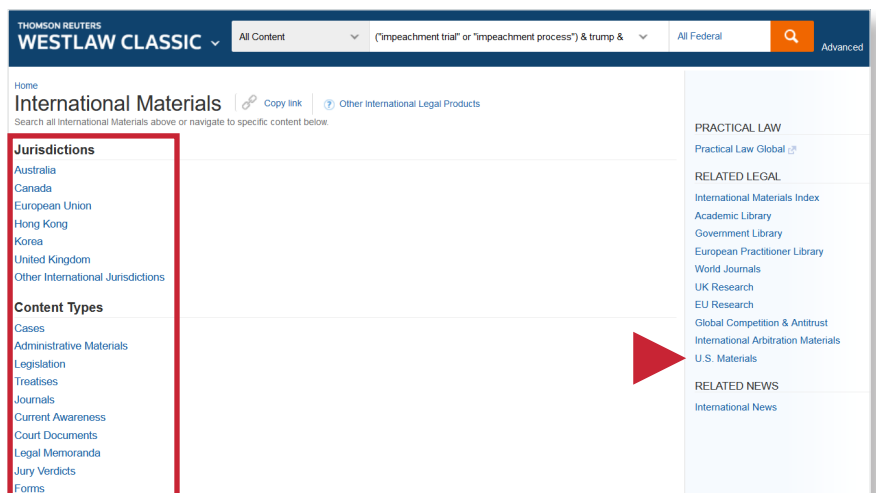 THOMSON REUTERS
WESTLAW CLASSIC
All Content
("impeachment trial" or "impeachment process") & trump &
All Federal
Advanced
Home
International Materials
Copy link
Other International Legal Products
Search all International Materials above or navigate to specific content below.
Jurisdictions
Australia
Canada
European Union
Hong Kong
Korea
United Kingdom
Other International Jurisdictions
Content Types
Cases
Administrative Materials
Legislation
Treatises
Journals
Current Awareness
Court Documents
Legal Memoranda
Jury Verdicts
Forms
PRACTICAL LAW
Practical Law Global
RELATED LEGAL
International Materials Index
Academic Library
Government Library
European Practitioner Library
World Journals
UK Research
EU Research
Global Competition & Antitrust
International Arbitration Materials
U.S. Materials
RELATED NEWS
International News